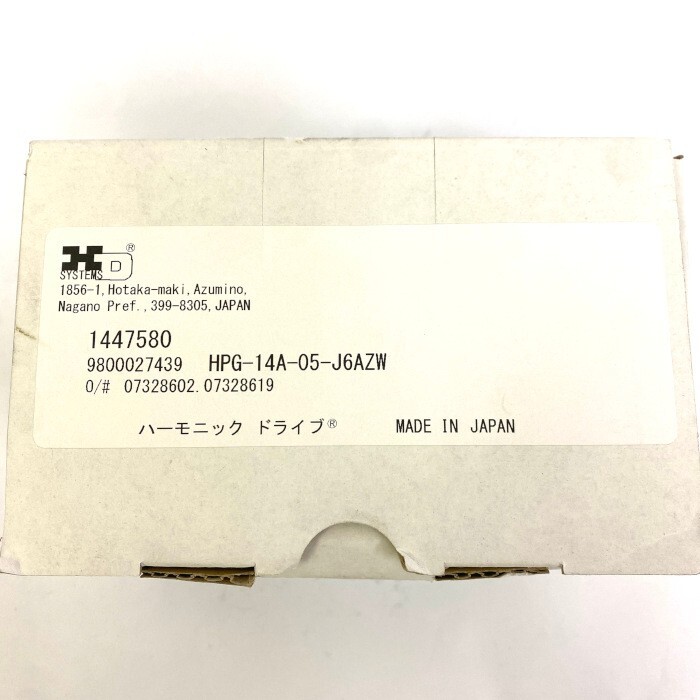 HD®
SYSTEMS
1856-1,Hotaka-maki,Azumino,
Nagano Pref.,399-8305,JAPAN
1447580
9800027439 HPG-14A-05-J6AZW
O/# 07328602.07328619
ハーモニック ドライブ® MADE IN JAPAN